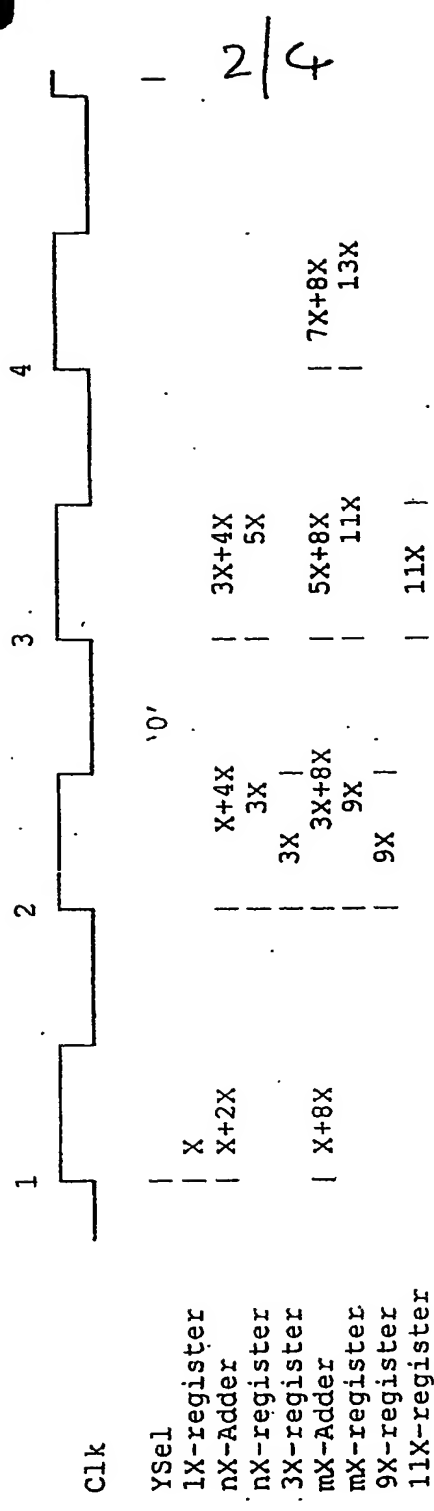 2/4
1 2 3 4
Clk
YSel '0'
1X-register X
nX-Adder X+2X X+4X 3X+4X
nX-register 3X 5X
3X-register 3X
mX-Adder X+8X 3X+8X 5X+8X 7X+8X
mX-register 9X 11X 13X
9X-register 9X
11X-register 11X